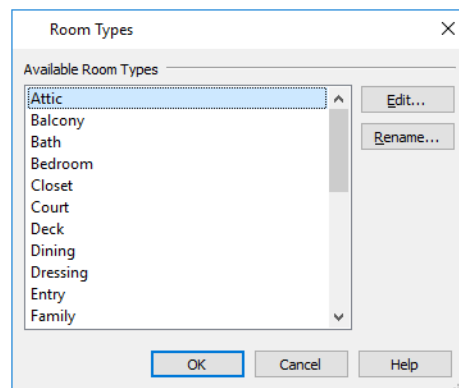 Room Types
Available Room Types
Attic
Balcony
Bath
Bedroom
Closet
Court
Deck
Dining
Dressing
Entry
Family
Edit...
Rename...
OK Cancel Help